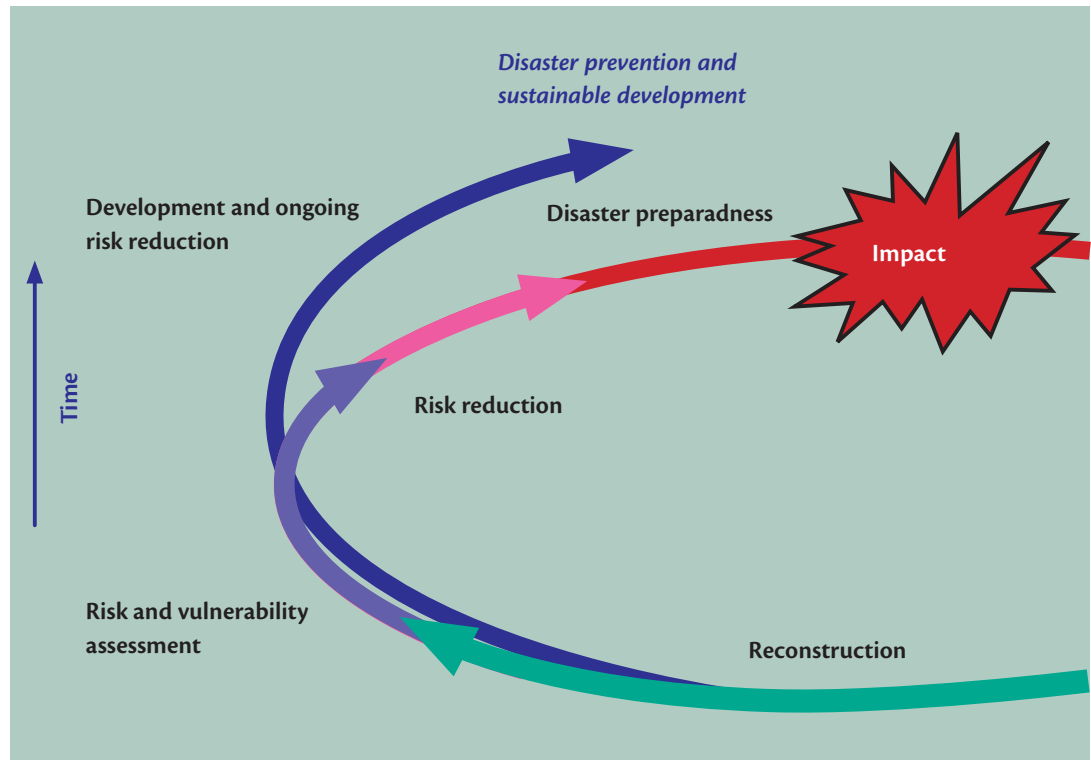 Disaster prevention and
sustainable development
Development and ongoing
risk reduction
Disaster preparadness
Impact
Time
Risk reduction
Risk and vulnerability
assessment
Reconstruction